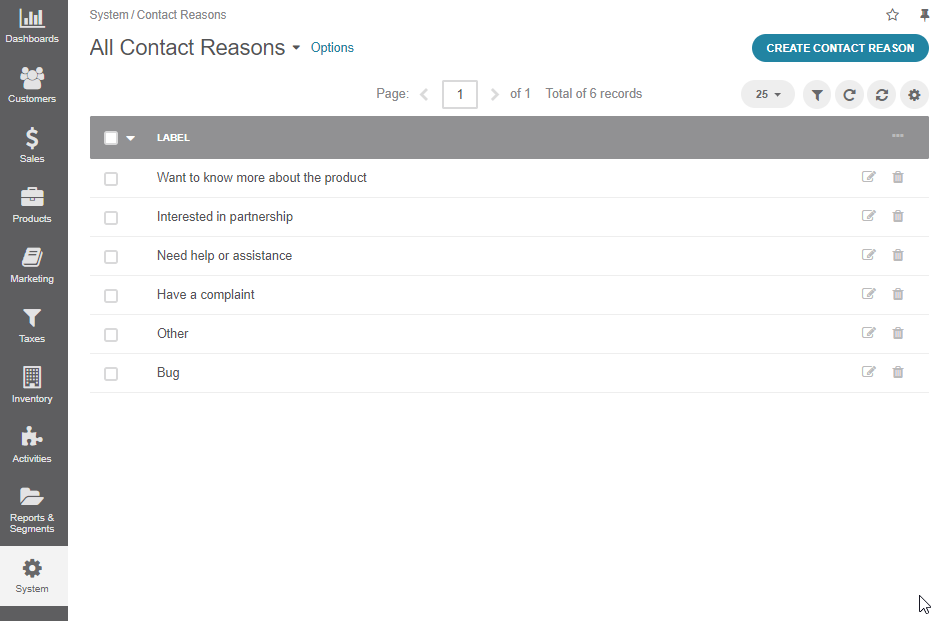 Dashboards
Customers
Sales
Products
Marketing
Taxes
Inventory
Activities
Reports &
Segments
System
System / Contact Reasons
All Contact Reasons Options
CREATE CONTACT REASON
Page: 1 of 1 Total of 6 records 25
LABEL
Want to know more about the product
Interested in partnership
Need help or assistance
Have a complaint
Other
Bug